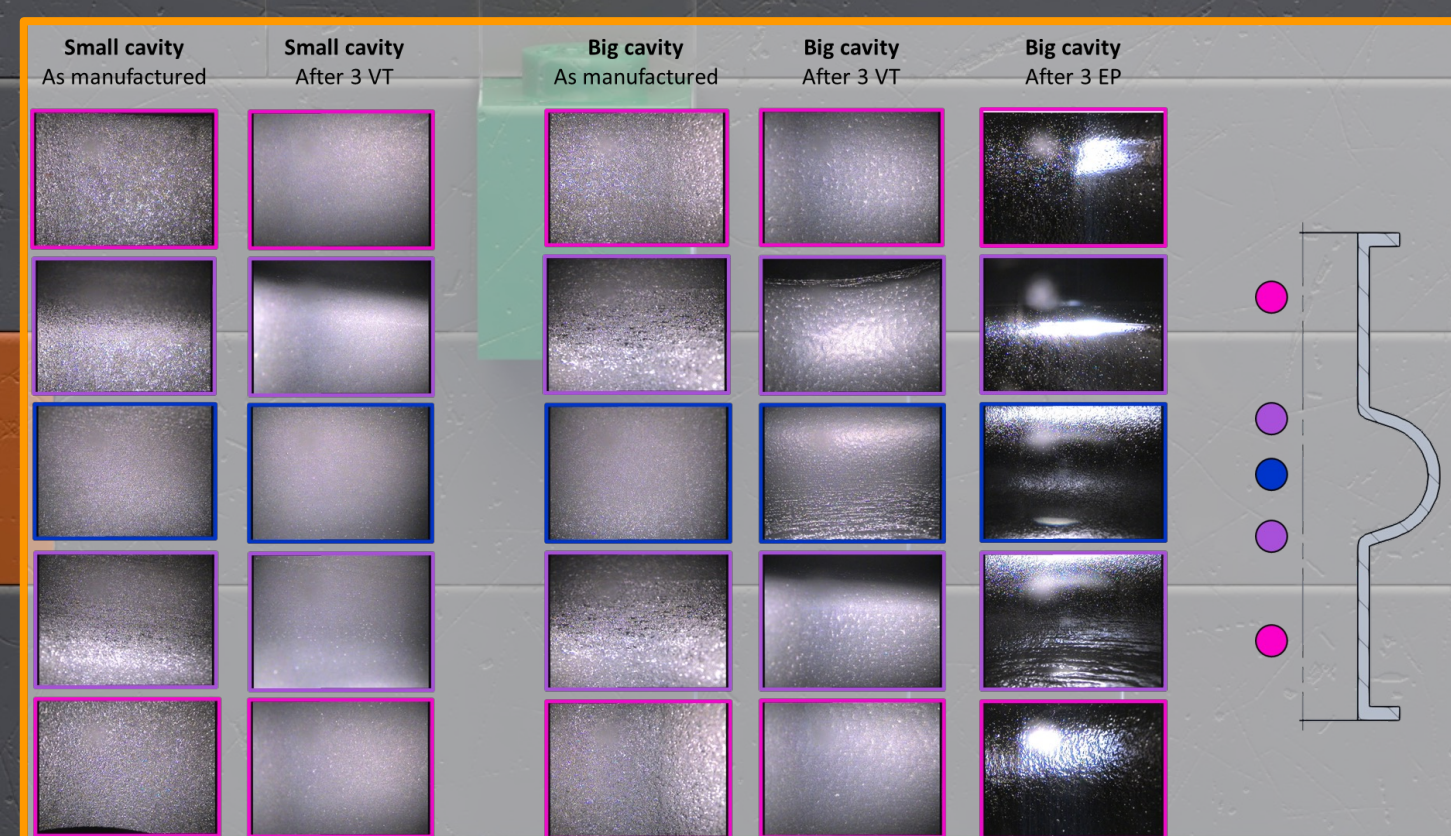 Small cavity
As manufactured
Small cavity
After 3 VT
Big cavity
As manufactured
Big cavity
After 3 VT
Big cavity
After 3 EP